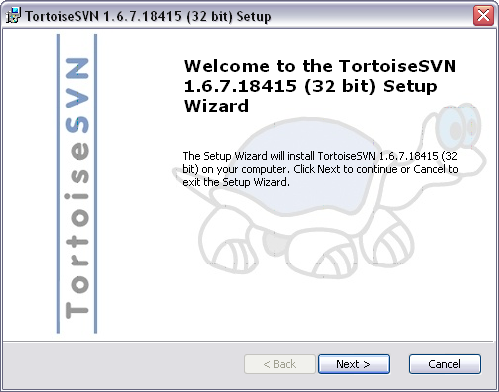 TortoiseSVN 1.6.7.18415 (32 bit) Setup
TortoiseSVN
Welcome to the TortoiseSVN
1.6.7.18415 (32 bit) Setup
Wizard
The Setup Wizard will install TortoiseSVN 1.6.7.18415 (32
bit) on your computer. Click Next to continue or Cancel to
exit the Setup Wizard.
< Back Next > Cancel